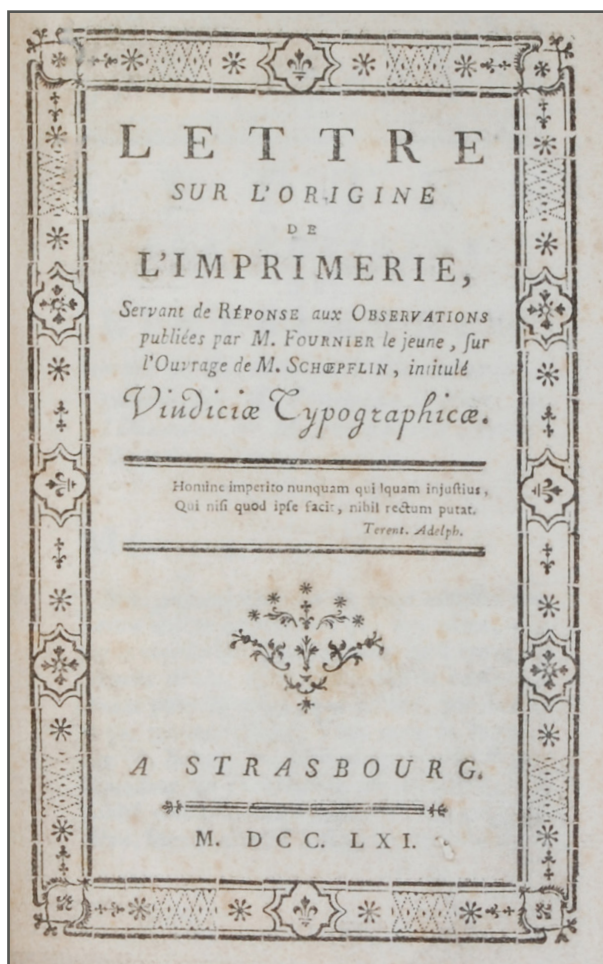 LETTRE
SUR L'ORIGINE
DE
L'IMPRIMERIE,
Servant de RÉPONSE aux OBSERVATIONS
publiées par M. FOURNIER le jeune, ſur
l'Ouvrage de M. SCHŒPFLIN, intitulé
Vindiciæ Typographicæ.
Homine imperito nunquam qui quam injuſtius,
Qui niſi quod ipſe facit, nihil rectum putat.
Terent. Adelph.
A STRASBOURG.
M. DCC. LXI.